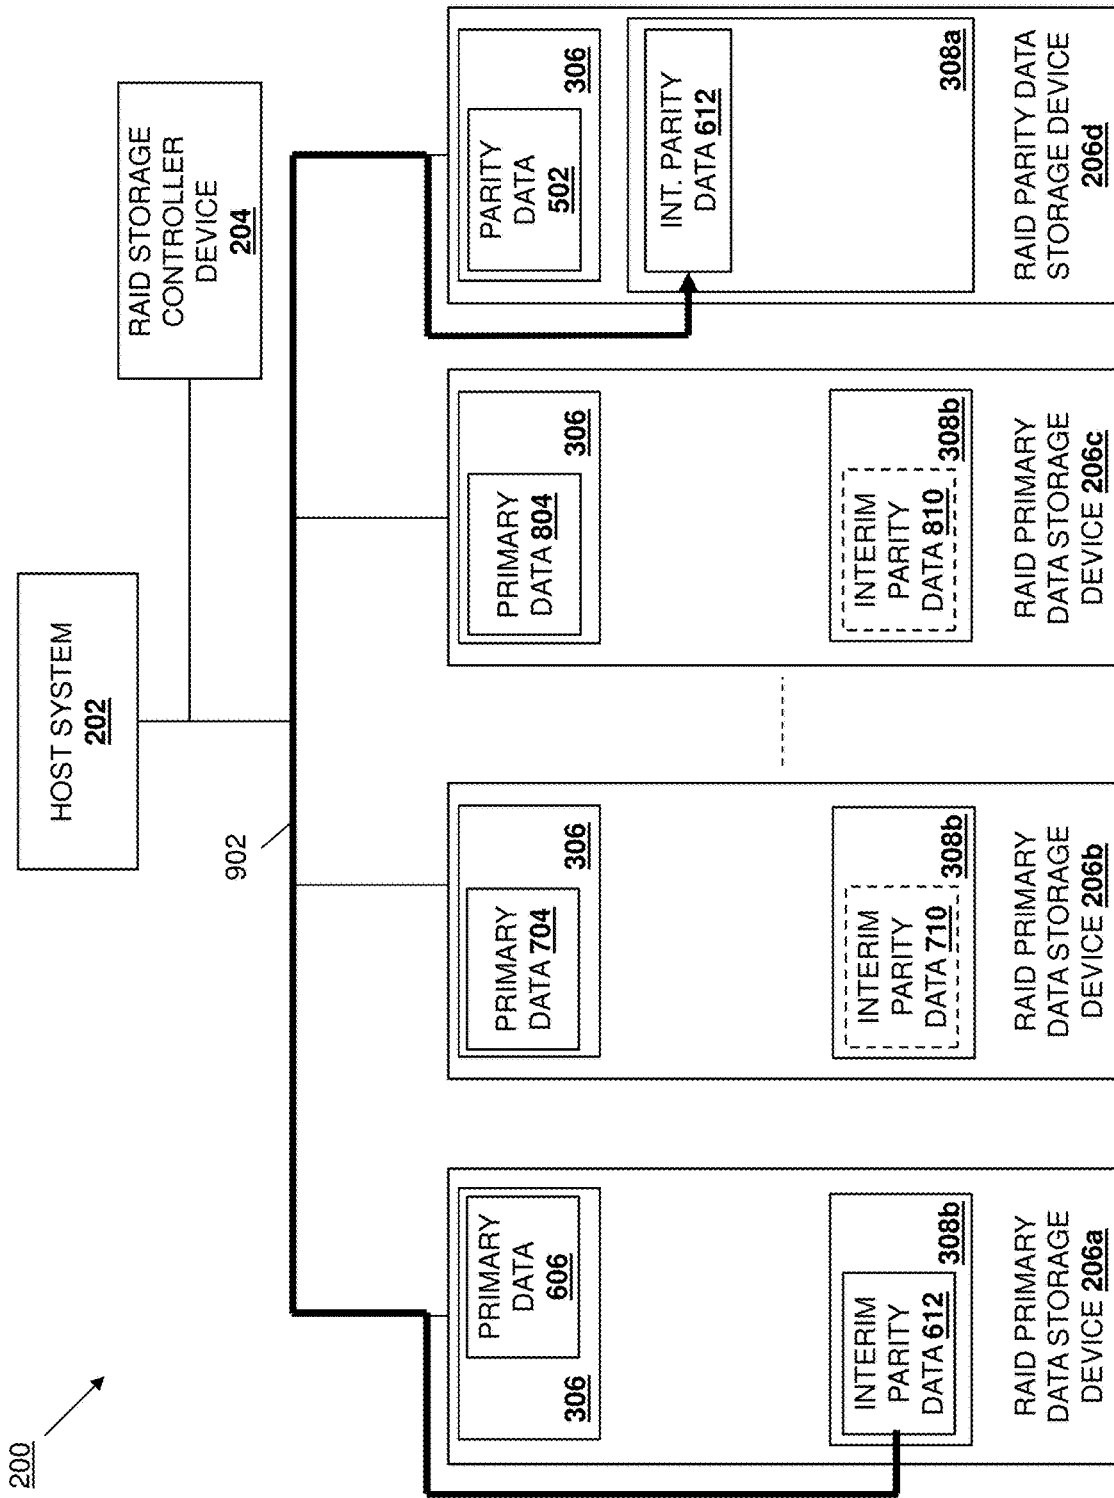 200
HOST SYSTEM
202
RAID STORAGE
CONTROLLER
DEVICE
204
902
306
PRIMARY
DATA
606
INTERIM
PARITY
DATA 612
308b
RAID PRIMARY
DATA STORAGE
DEVICE 206a
PRIMARY
DATA 704
306
INTERIM
PARITY
DATA 710
308b
RAID PRIMARY
DATA STORAGE
DEVICE 206b
PRIMARY
DATA 804
306
INTERIM
PARITY
DATA 810
308b
RAID PRIMARY
DATA STORAGE
DEVICE 206c
PARITY
DATA
502
306
INT. PARITY
DATA 612
308a
RAID PARITY DATA
STORAGE DEVICE
206d